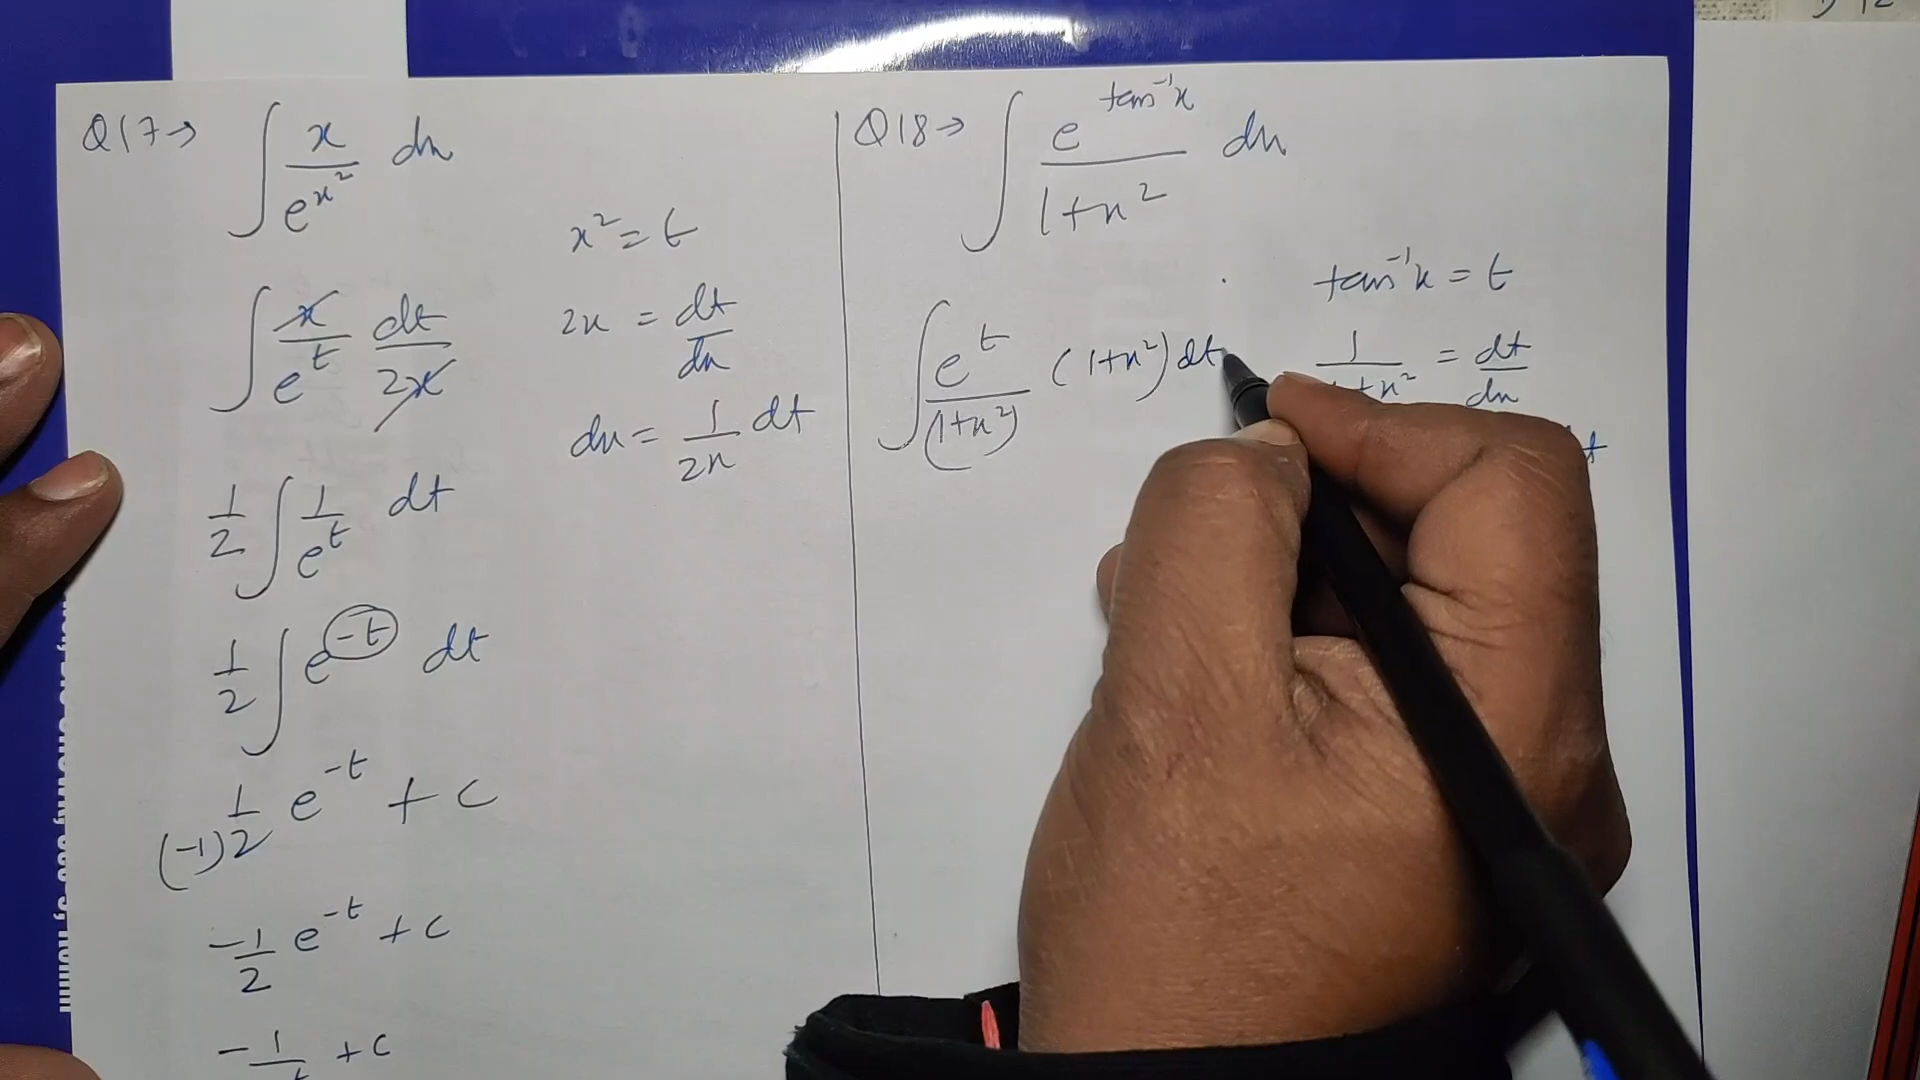 Q17→ ∫ x/e^x² dx
x² = t
∫ x/e^t dt/2x
2x = dt/dx
dx = 1/2x dt
1/2 ∫ 1/e^t dt
1/2 ∫ e^-t dt
1/(-1)2 e^-t + c
-1/2 e^-t + c
Q18→ ∫ e^tan⁻¹x/1+x² dx
tan⁻¹x = t
∫ e^t/(1+x²) (1+x²) dt
= dt/dx